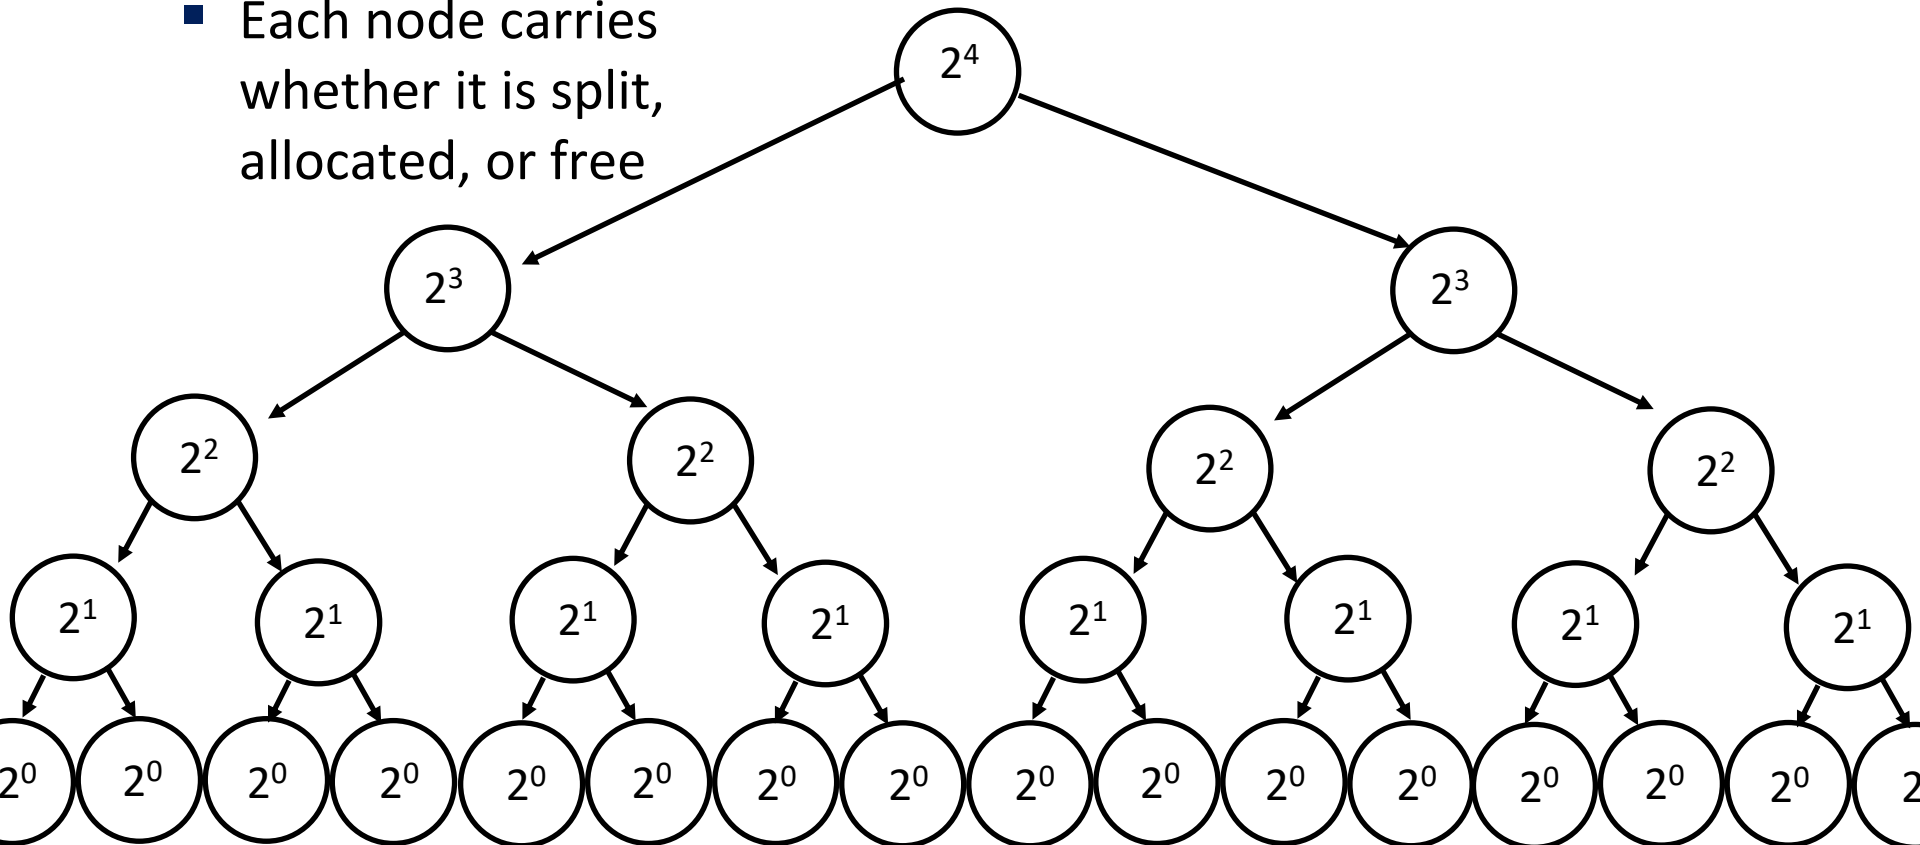 Each node carries
whether it is split,
allocated, or free
2⁴
2³ 2³
2² 2² 2² 2²
2¹ 2¹ 2¹ 2¹ 2¹ 2¹ 2¹ 2¹
2⁰ 2⁰ 2⁰ 2⁰ 2⁰ 2⁰ 2⁰ 2⁰ 2⁰ 2⁰ 2⁰ 2⁰ 2⁰ 2⁰ 2⁰ 2